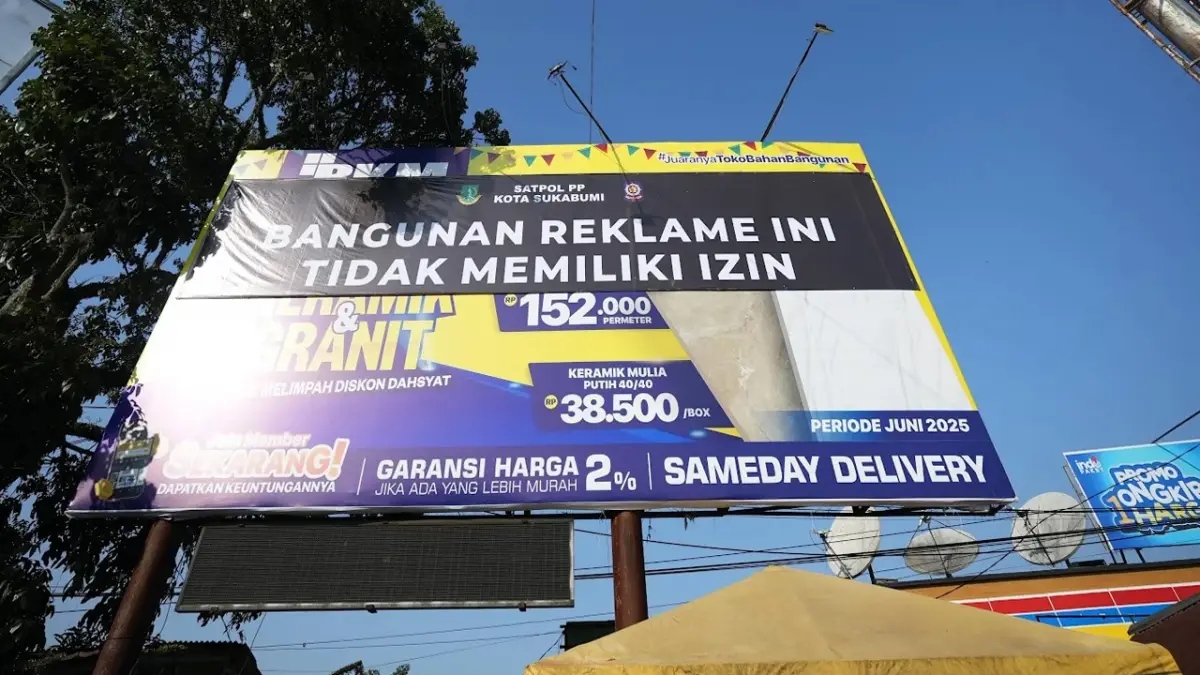 #JuaranyaTokoBahanBangunan
SATPOL PP
KOTA SUKABUMI
BANGUNAN REKLAME INI
TIDAK MEMILIKI IZIN
&
GRANIT
MELIMPAH DISKON DAHSYAT
RP 152.000
PERMETER
KERAMIK MULIA
PUTIH 40/40
RP 38.500 /BOX
PERIODE JUNI 2025
Member
SEKARANG!
DAPATKAN KEUNTUNGANNYA
GARANSI HARGA 2%
JIKA ADA YANG LEBIH MURAH
SAMEDAY DELIVERY
PROMO
ONGKIR